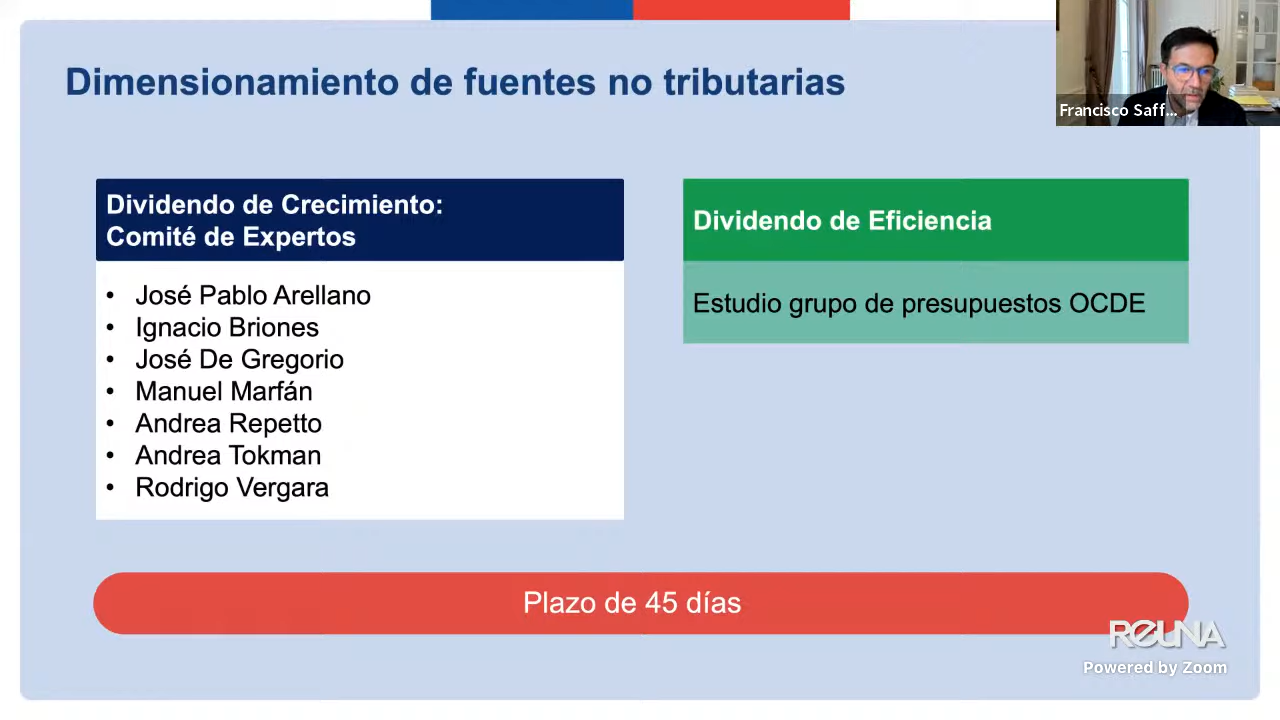 Dimensionamiento de fuentes no tributarias
Francisco Saff...
Dividendo de Crecimiento:
Comité de Expertos
• José Pablo Arellano
• Ignacio Briones
• José De Gregorio
• Manuel Marfán
• Andrea Repetto
• Andrea Tokman
• Rodrigo Vergara
Dividendo de Eficiencia
Estudio grupo de presupuestos OCDE
Plazo de 45 días
REUNA
Powered by Zoom